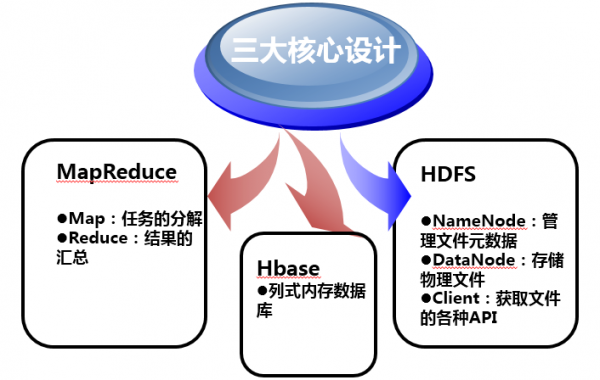 三大核心设计
MapReduce
●Map：任务的分解
●Reduce：结果的
汇总
Hbase
●列式内存数据
库
HDFS
●NameNode：管
理文件元数据
●DataNode：存储
物理文件
●Client：获取文件
的各种API